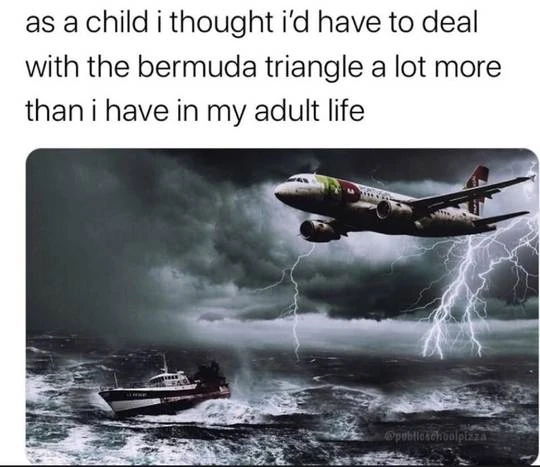 as a child i thought i'd have to deal
with the bermuda triangle a lot more
than i have in my adult life
@publicschoolpizza